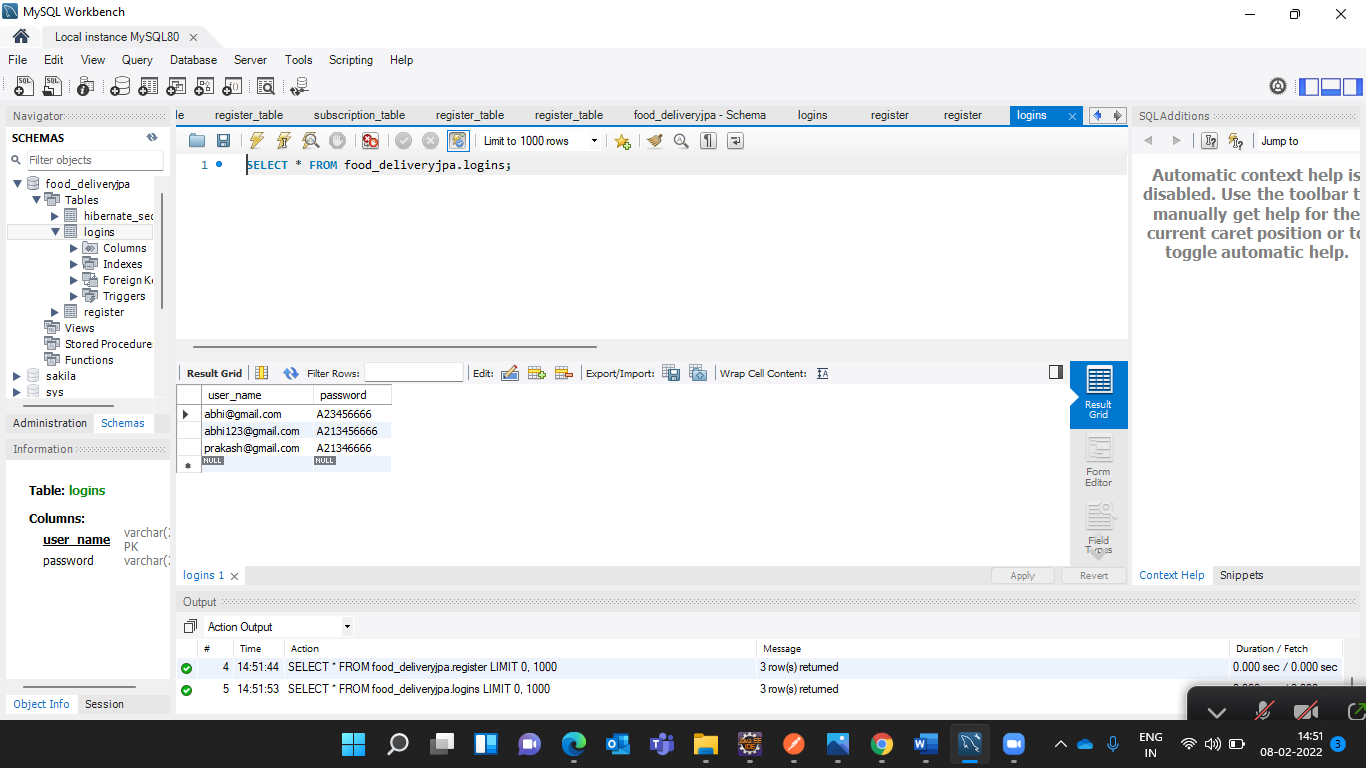 MySQL Workbench
Local instance MySQL80
File Edit View Query Database Server Tools Scripting Help
Navigator
SCHEMAS
Filter objects
food_deliveryjpa
Tables
hibernate_sec
logins
Columns
Indexes
Foreign K
Triggers
register
Views
Stored Procedure
Functions
sakila
sys
Administration Schemas
Information
Table: logins
Columns:
user_name varchar(
PK
password varchar(
Object Info Session
le register_table subscription_table register_table register_table food_deliveryjpa - Schema logins register register logins
Limit to 1000 rows
1 SELECT * FROM food_deliveryjpa.logins;
Result Grid Filter Rows: Edit: Export/Import: Wrap Cell Content: IA
user_name password
abhi@gmail.com A23456666
abhi123@gmail.com A213456666
prakash@gmail.com A21346666
NULL NULL
Result
Grid
Form
Editor
Field
Types
logins 1
Apply Revert
SQLAdditions
Jump to
Automatic context help is
disabled. Use the toolbar t
manually get help for the
current caret position or to
toggle automatic help.
Context Help Snippets
Output
Action Output
# Time Action Message Duration / Fetch
4 14:51:44 SELECT * FROM food_deliveryjpa.register LIMIT 0, 1000 3 row(s) returned 0.000 sec / 0.000 sec
5 14:51:53 SELECT * FROM food_deliveryjpa.logins LIMIT 0, 1000 3 row(s) returned
ENG
IN
14:51
08-02-2022
3